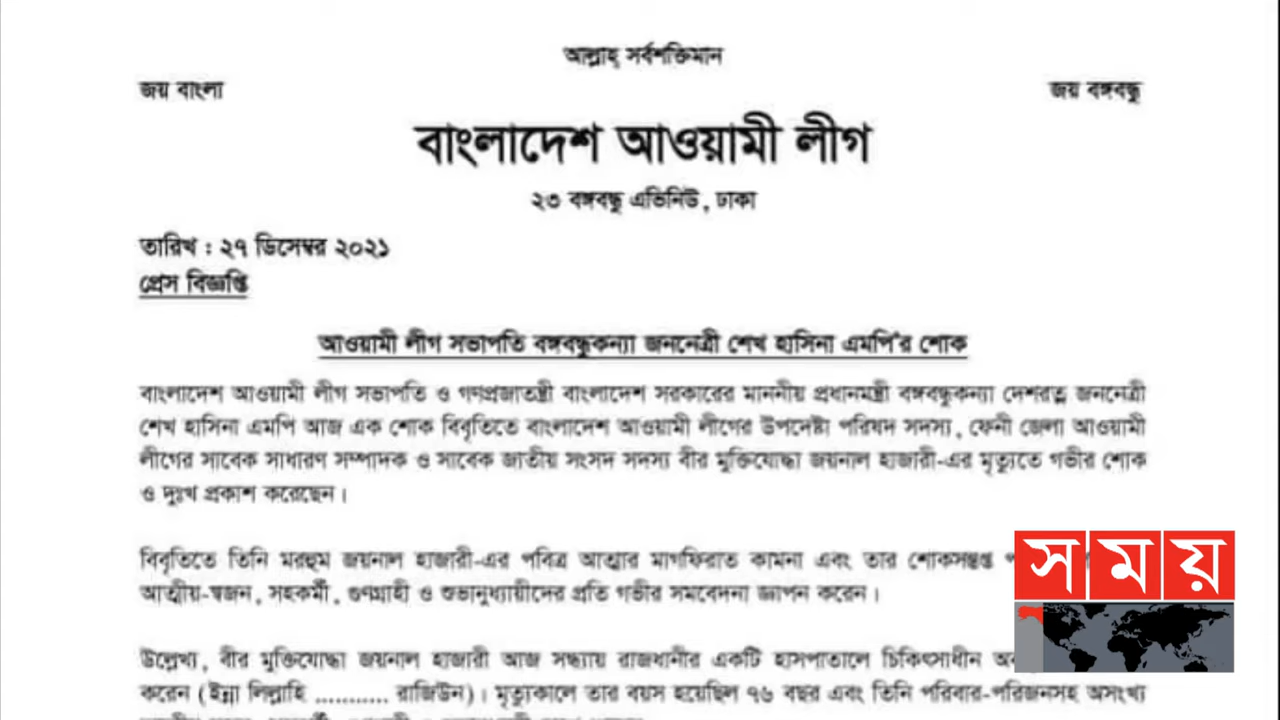 আল্লাহ্ সর্বশক্তিমান
জয় বাংলা
জয় বঙ্গবন্ধু
বাংলাদেশ আওয়ামী লীগ
২৩ বঙ্গবন্ধু এভিনিউ, ঢাকা
তারিখ : ২৭ ডিসেম্বর ২০২১
প্রেস বিজ্ঞপ্তি
আওয়ামী লীগ সভাপতি বঙ্গবন্ধুকন্যা জননেত্রী শেখ হাসিনা এমপি'র শোক
বাংলাদেশ আওয়ামী লীগ সভাপতি ও গণপ্রজাতন্ত্রী বাংলাদেশ সরকারের মাননীয় প্রধানমন্ত্রী বঙ্গবন্ধুকন্যা দেশরত্ন জননেত্রী
শেখ হাসিনা এমপি আজ এক শোক বিবৃতিতে বাংলাদেশ আওয়ামী লীগের উপদেষ্টা পরিষদ সদস্য, ফেনী জেলা আওয়ামী
লীগের সাবেক সাধারণ সম্পাদক ও সাবেক জাতীয় সংসদ সদস্য বীর মুক্তিযোদ্ধা জয়নাল হাজারী-এর মৃত্যুতে গভীর শোক
ও দুঃখ প্রকাশ করেছেন।
বিবৃতিতে তিনি মরহুম জয়নাল হাজারী-এর পবিত্র আত্মার মাগফিরাত কামনা এবং তার শোকসন্তপ্ত
আত্মীয়-স্বজন, সহকর্মী, গুণগ্রাহী ও শুভানুধ্যায়ীদের প্রতি গভীর সমবেদনা জ্ঞাপন করেন।
উল্লেখ্য, বীর মুক্তিযোদ্ধা জয়নাল হাজারী আজ সন্ধ্যায় রাজধানীর একটি হাসপাতালে চিকিৎসাধীন
করেন (ইন্না লিল্লাহি ........... রাজিউন)। মৃত্যুকালে তার বয়স হয়েছিল ৭৬ বছর এবং তিনি পরিবার-পরিজনসহ অসংখ্য
সময়